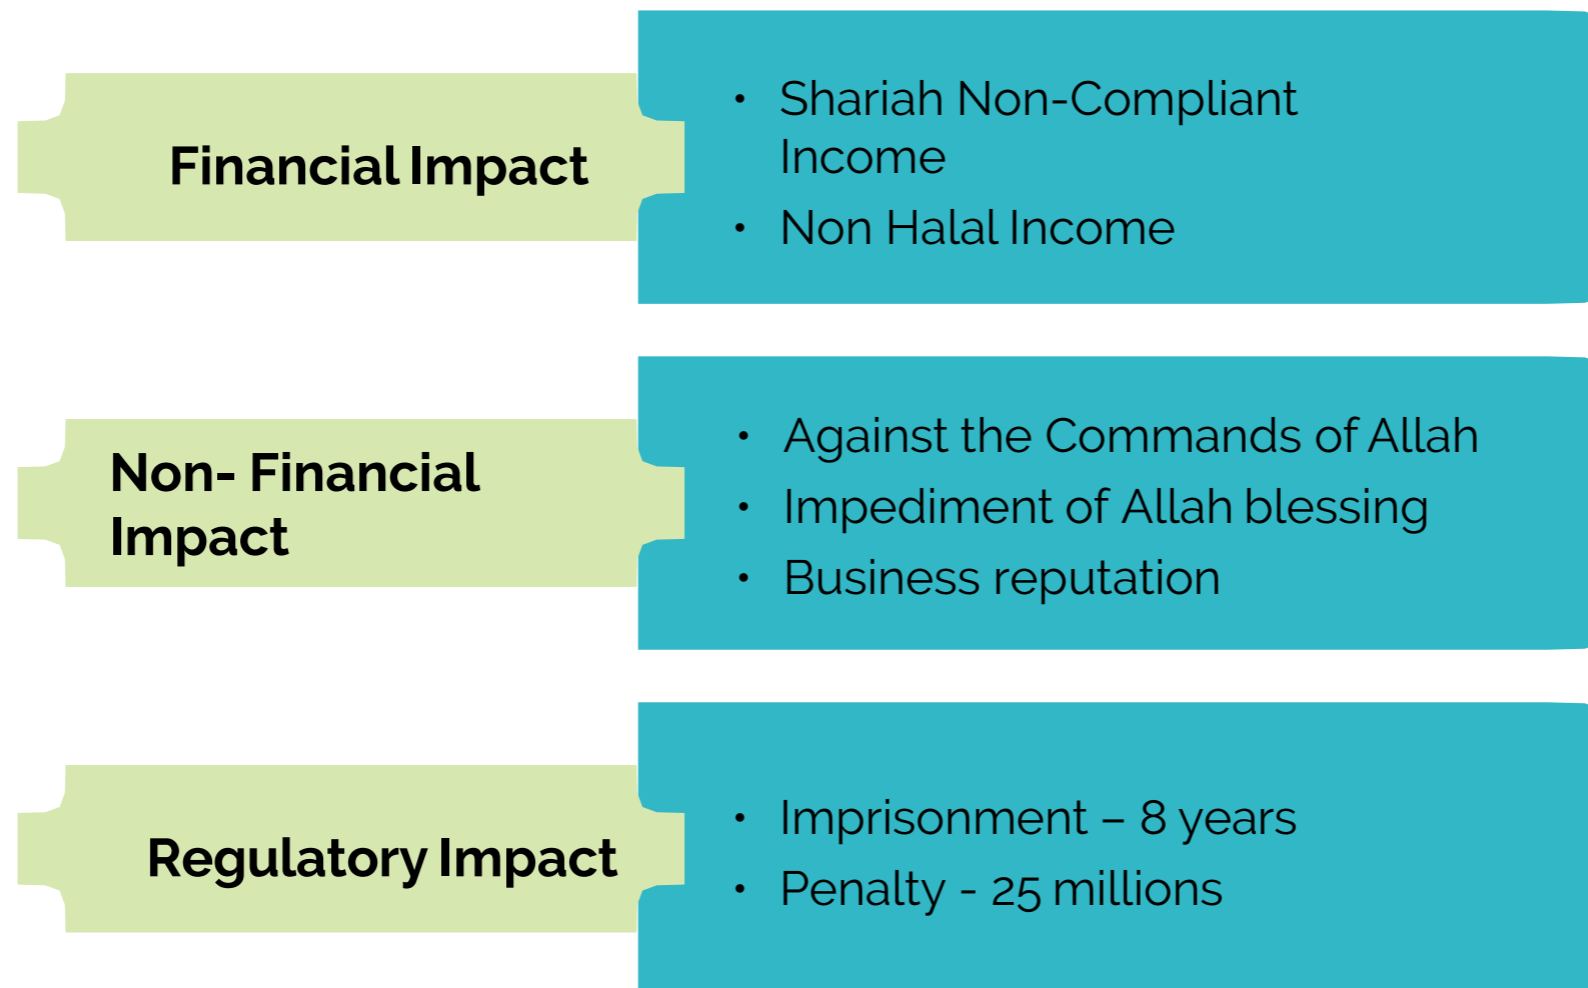 Financial Impact
• Shariah Non-Compliant
Income
• Non Halal Income
Non- Financial
Impact
• Against the Commands of Allah
• Impediment of Allah blessing
• Business reputation
Regulatory Impact
• Imprisonment – 8 years
• Penalty - 25 millions